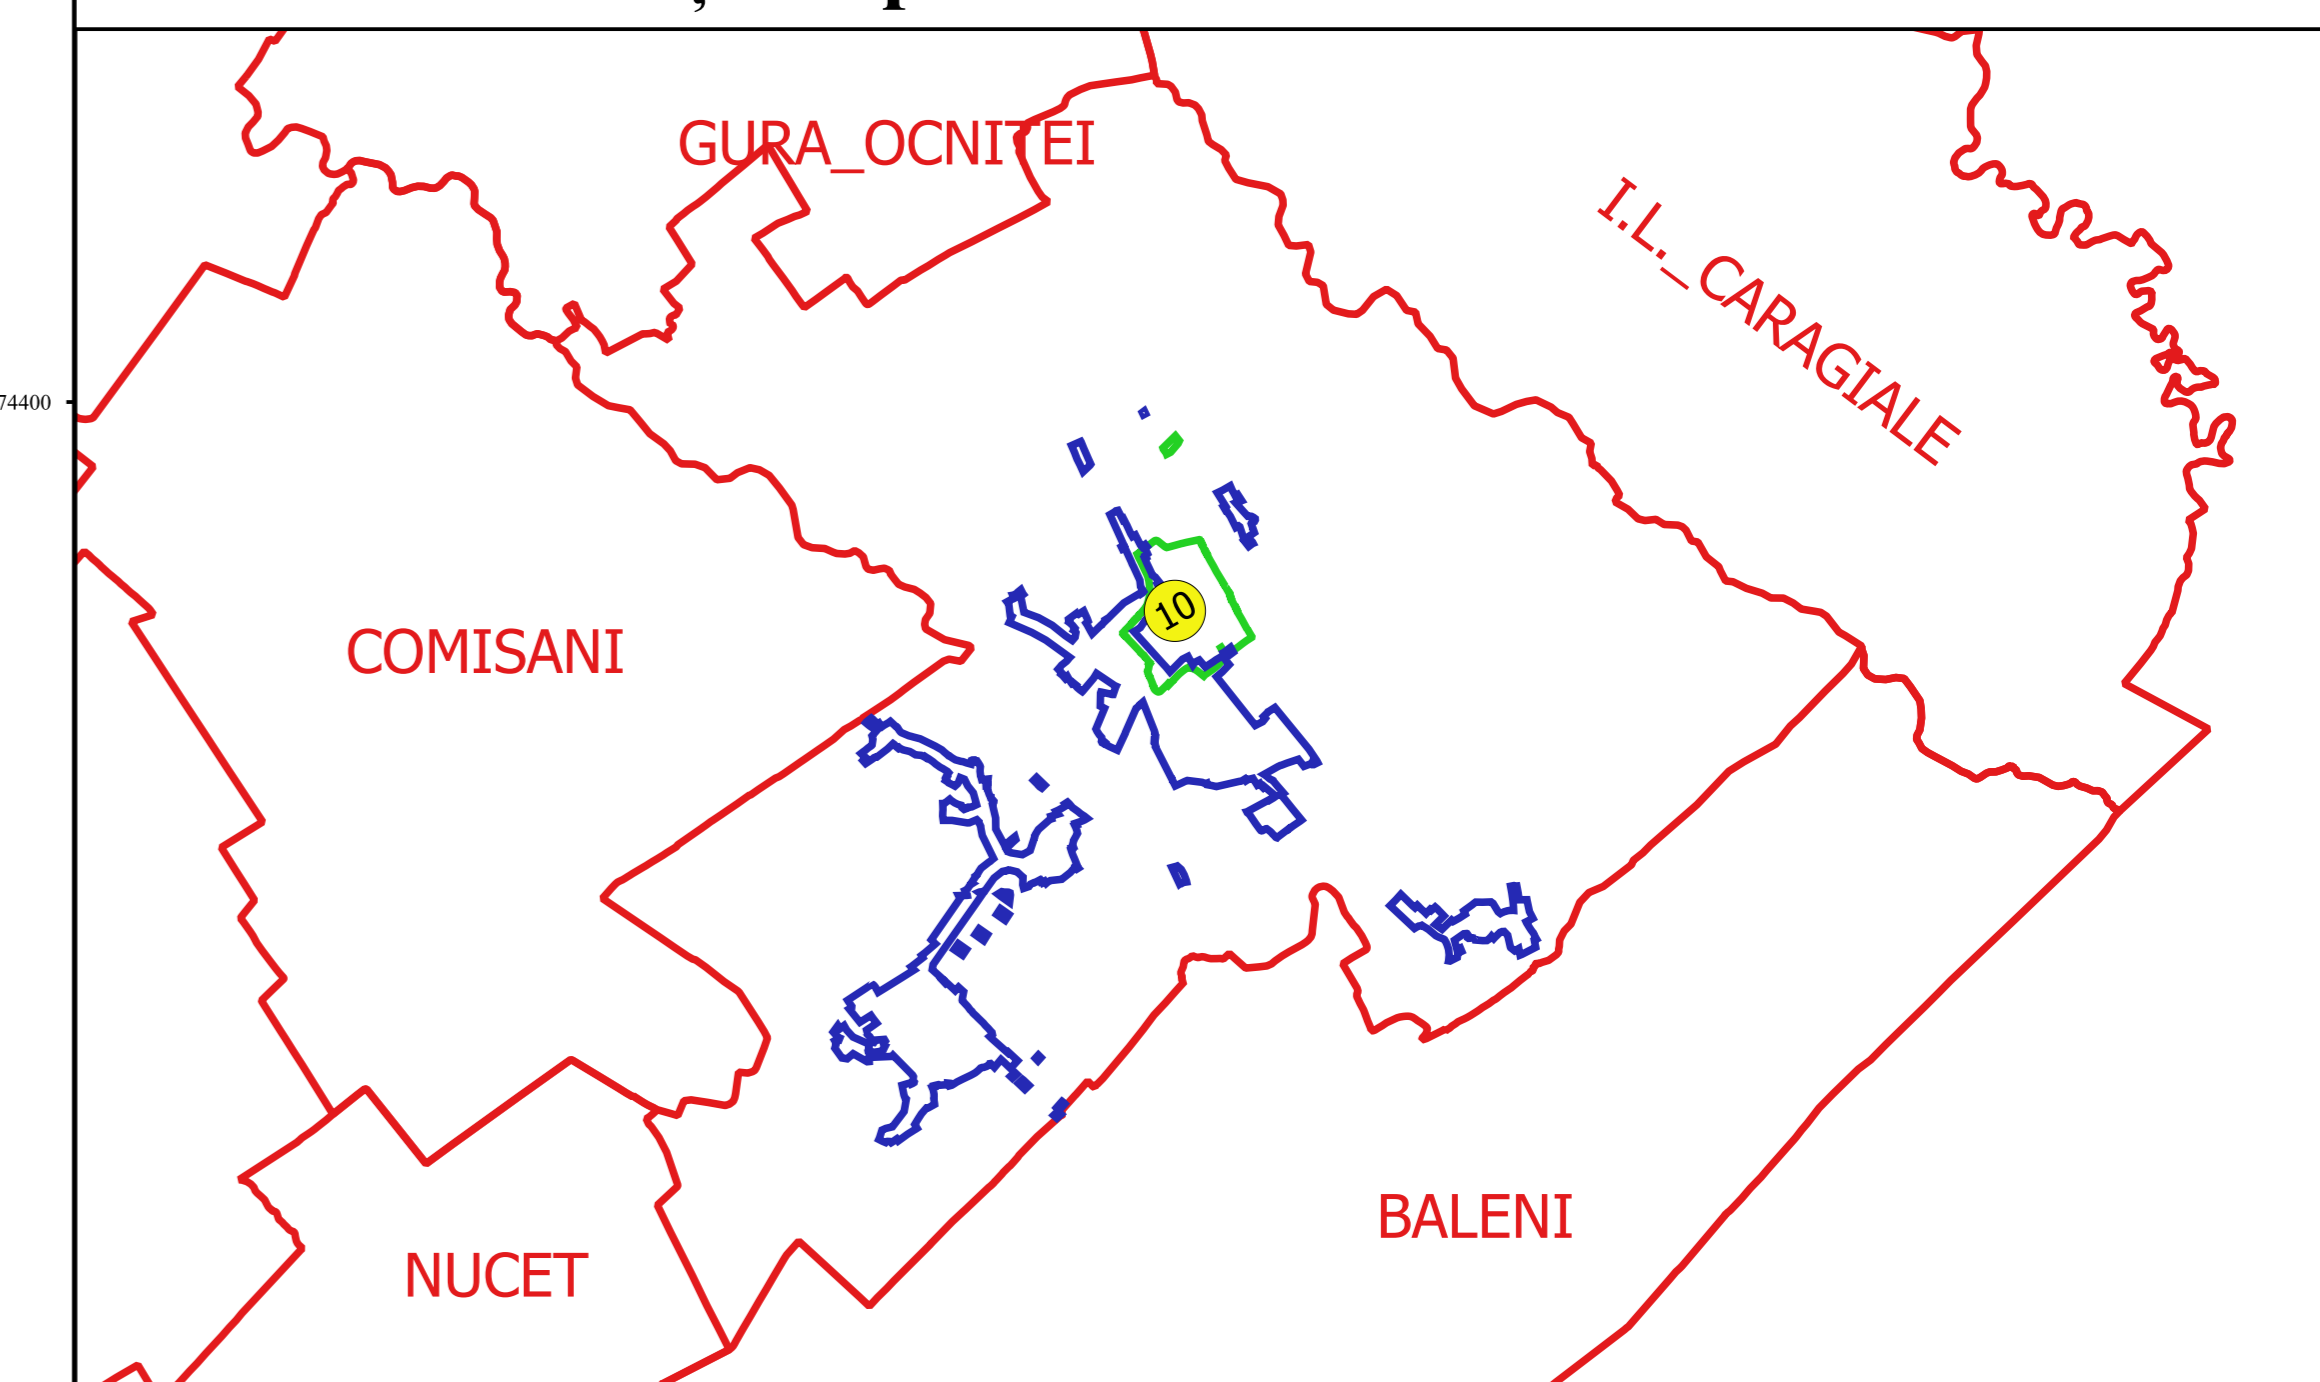 GURA_OCNITEI
I.L._CARAGIALE
74400
10
COMISANI
BALENI
NUCET